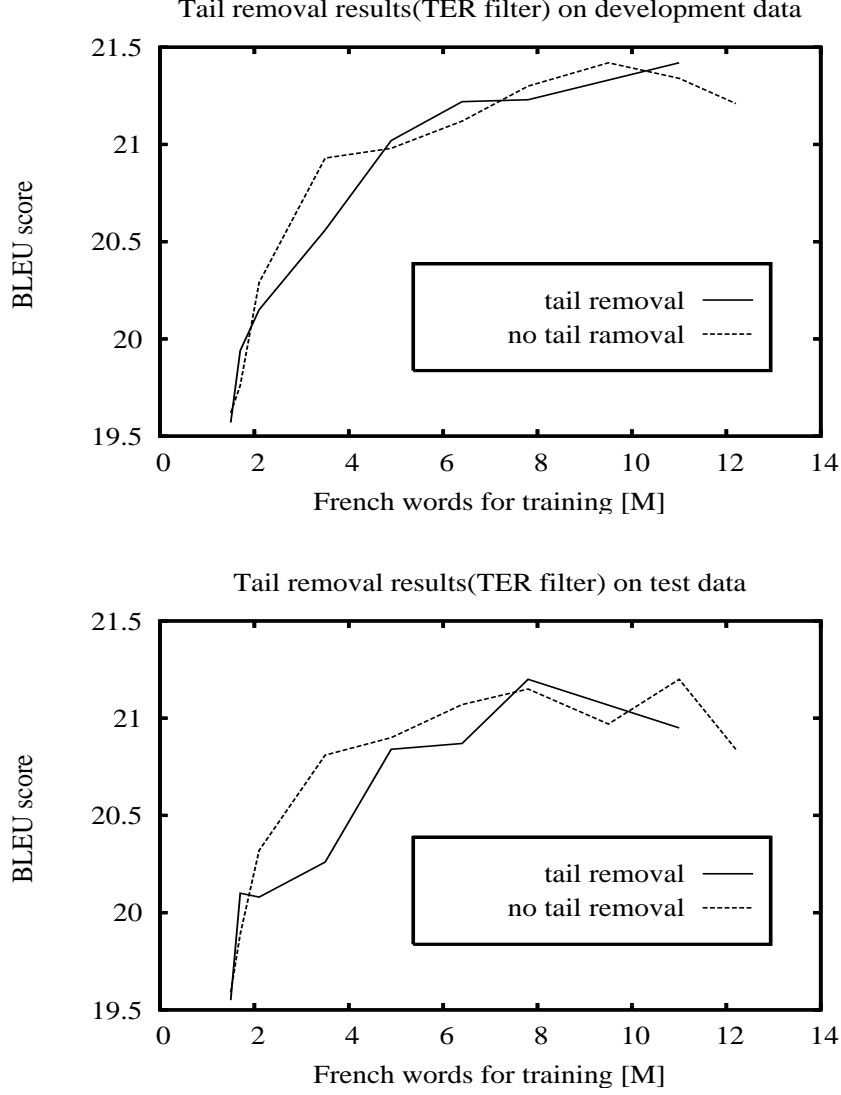 Tail removal results(TER filter) on development data
21.5
21
20.5
20
19.5
BLEU score
tail removal
no tail ramoval
0 2 4 6 8 10 12 14
French words for training [M]
Tail removal results(TER filter) on test data
21.5
21
20.5
20
19.5
BLEU score
tail removal
no tail removal
0 2 4 6 8 10 12 14
French words for training [M]